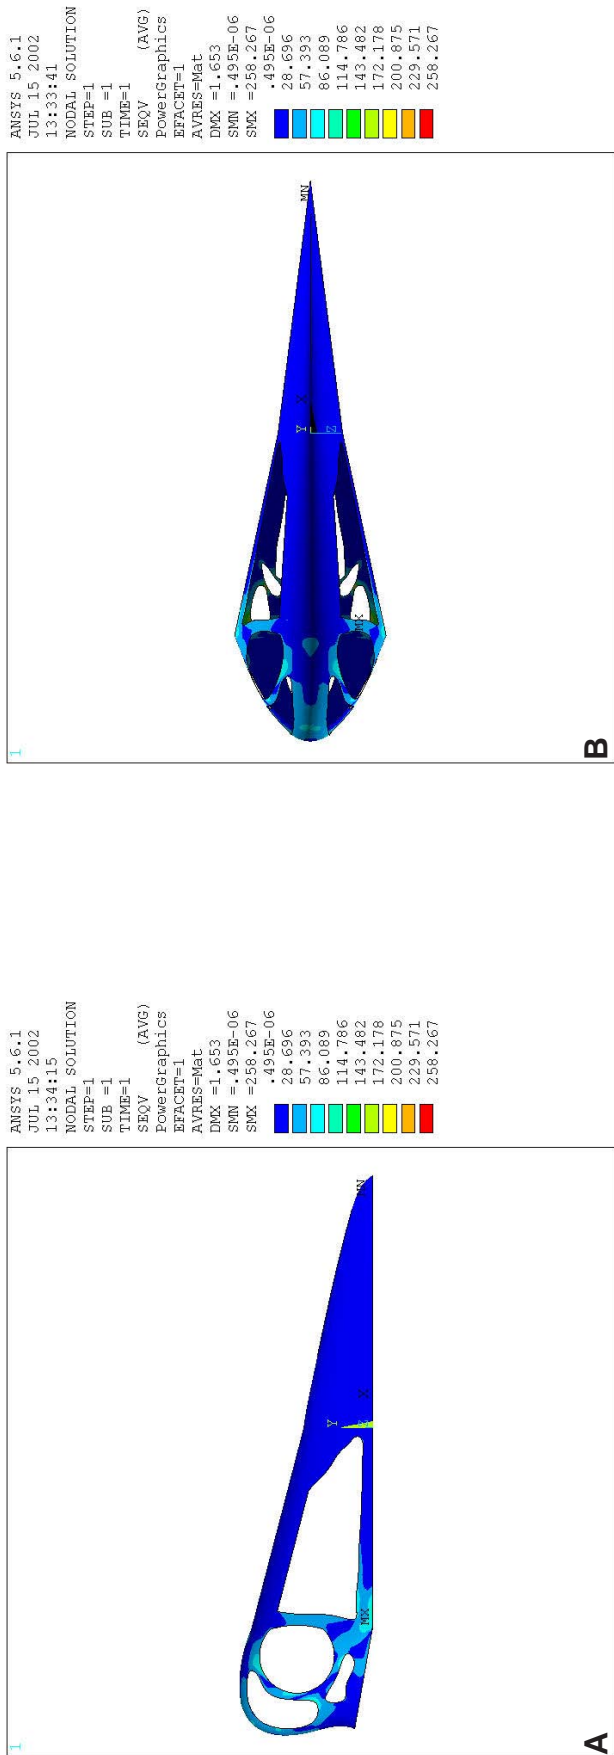 1
ANSYS 5.6.1
JUL 15 2002
13:34:15
NODAL SOLUTION
STEP=1
SUB =1
TIME=1
SEQV (AVG)
PowerGraphics
EFACET=1
AVRES=Mat
DMX =1.653
SMN =.495E-06
SMX =258.267
.495E-06
28.696
57.393
86.089
114.786
143.482
172.178
200.875
229.571
258.267
MX
Y
Z
X
MN
A
1
ANSYS 5.6.1
JUL 15 2002
13:33:41
NODAL SOLUTION
STEP=1
SUB =1
TIME=1
SEQV (AVG)
PowerGraphics
EFACET=1
AVRES=Mat
DMX =1.653
SMN =.495E-06
SMX =258.267
.495E-06
28.696
57.393
86.089
114.786
143.482
172.178
200.875
229.571
258.267
MX
Y
Z
X
MN
B